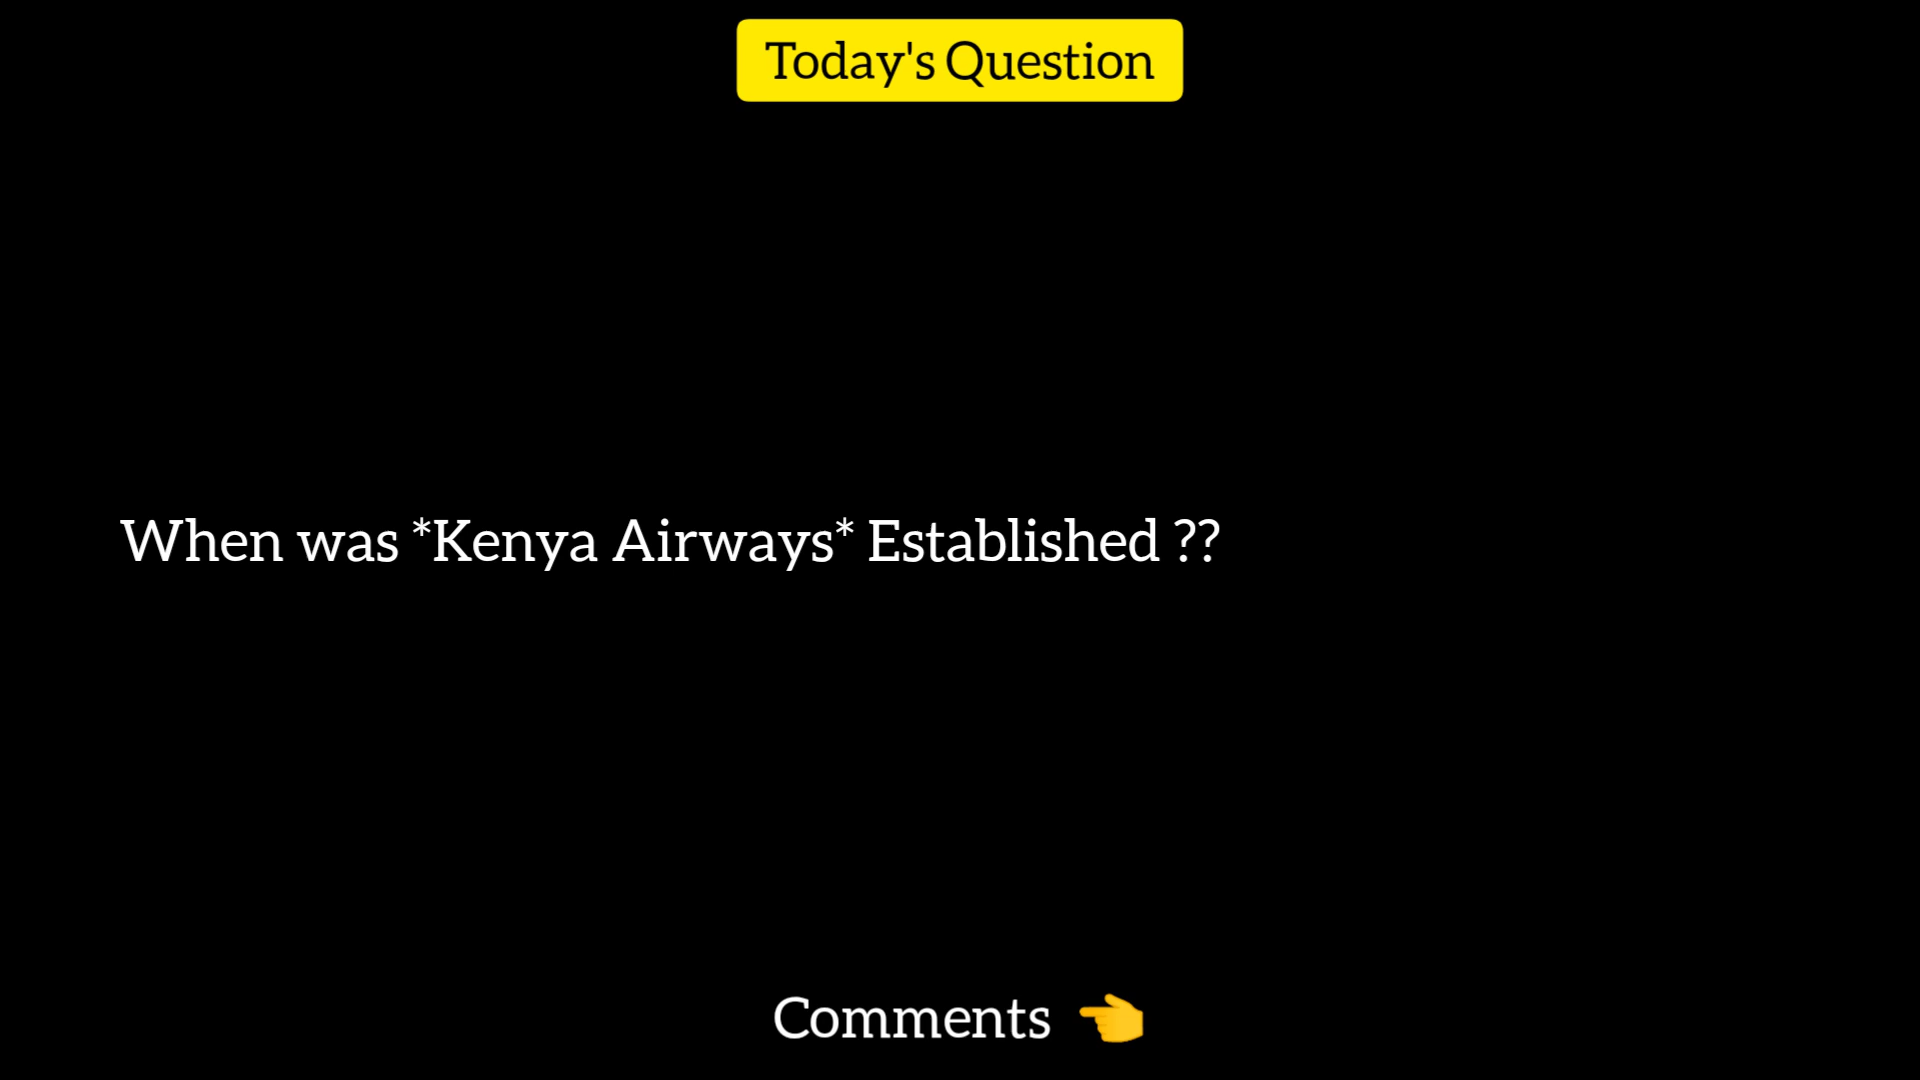 Today's Question
When was *Kenya Airways* Established ??
Comments 👈